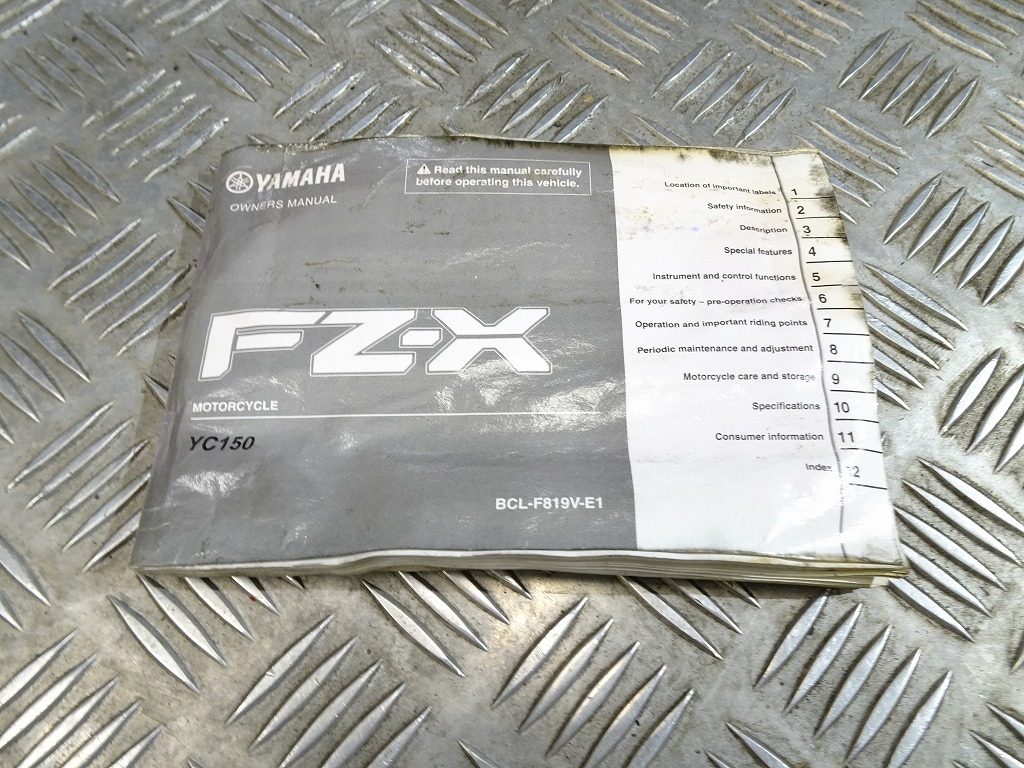 YAMAHA
OWNERS MANUAL
Read this manual carefully
before operating this vehicle.
FZ-X
MOTORCYCLE
YC150
BCL-F819V-E1
Location of important labels 1
Safety information 2
Description 3
Special features 4
Instrument and control functions 5
For your safety – pre-operation checks 6
Operation and important riding points 7
Periodic maintenance and adjustment 8
Motorcycle care and storage 9
Specifications 10
Consumer information 11
Index 12